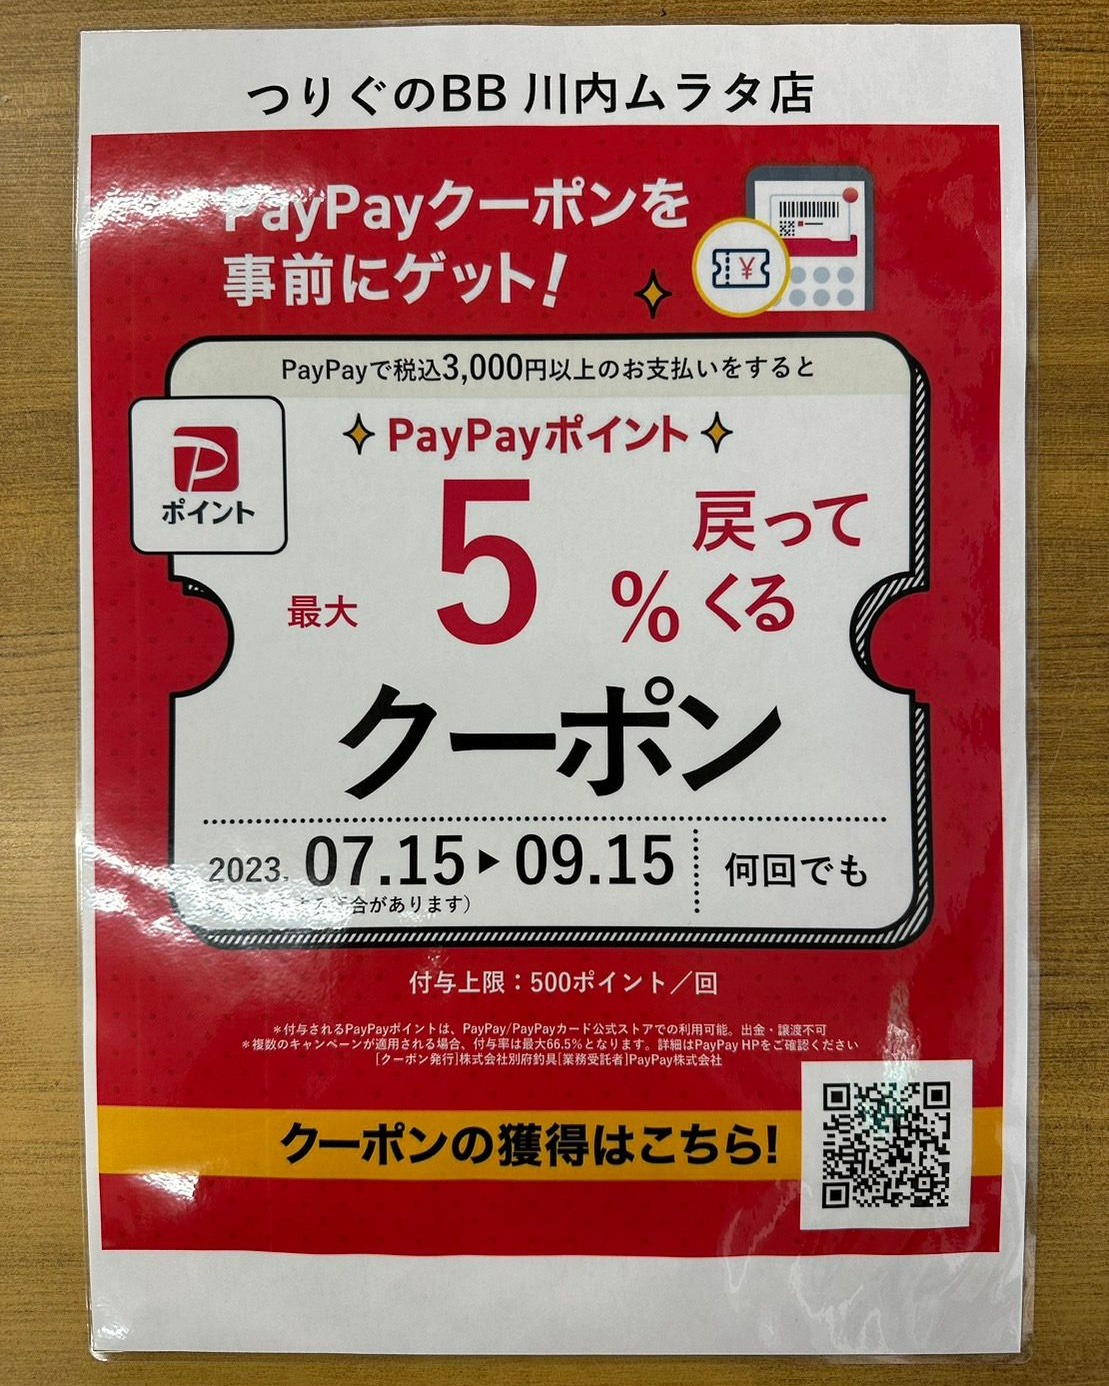 つりぐのBB 川内ムラタ店
PayPayクーポンを
事前にゲット!
¥
PayPayで税込3,000円以上のお支払いをすると
PayPayポイント
ポイント
最大 5 % 戻って
くる
クーポン
2023. 07.15 ▶ 09.15 何回でも
合があります)
付与上限:500ポイント/回
*付与されるPayPayポイントは、PayPay/PayPayカード公式ストアでの利用可能。出金・譲渡不可
*複数のキャンペーンが適用される場合、付与率は最大66.5%となります。詳細はPayPay HPをご確認ください
[クーポン発行]株式会社別府釣具[業務受託者]PayPay株式会社
クーポンの獲得はこちら!